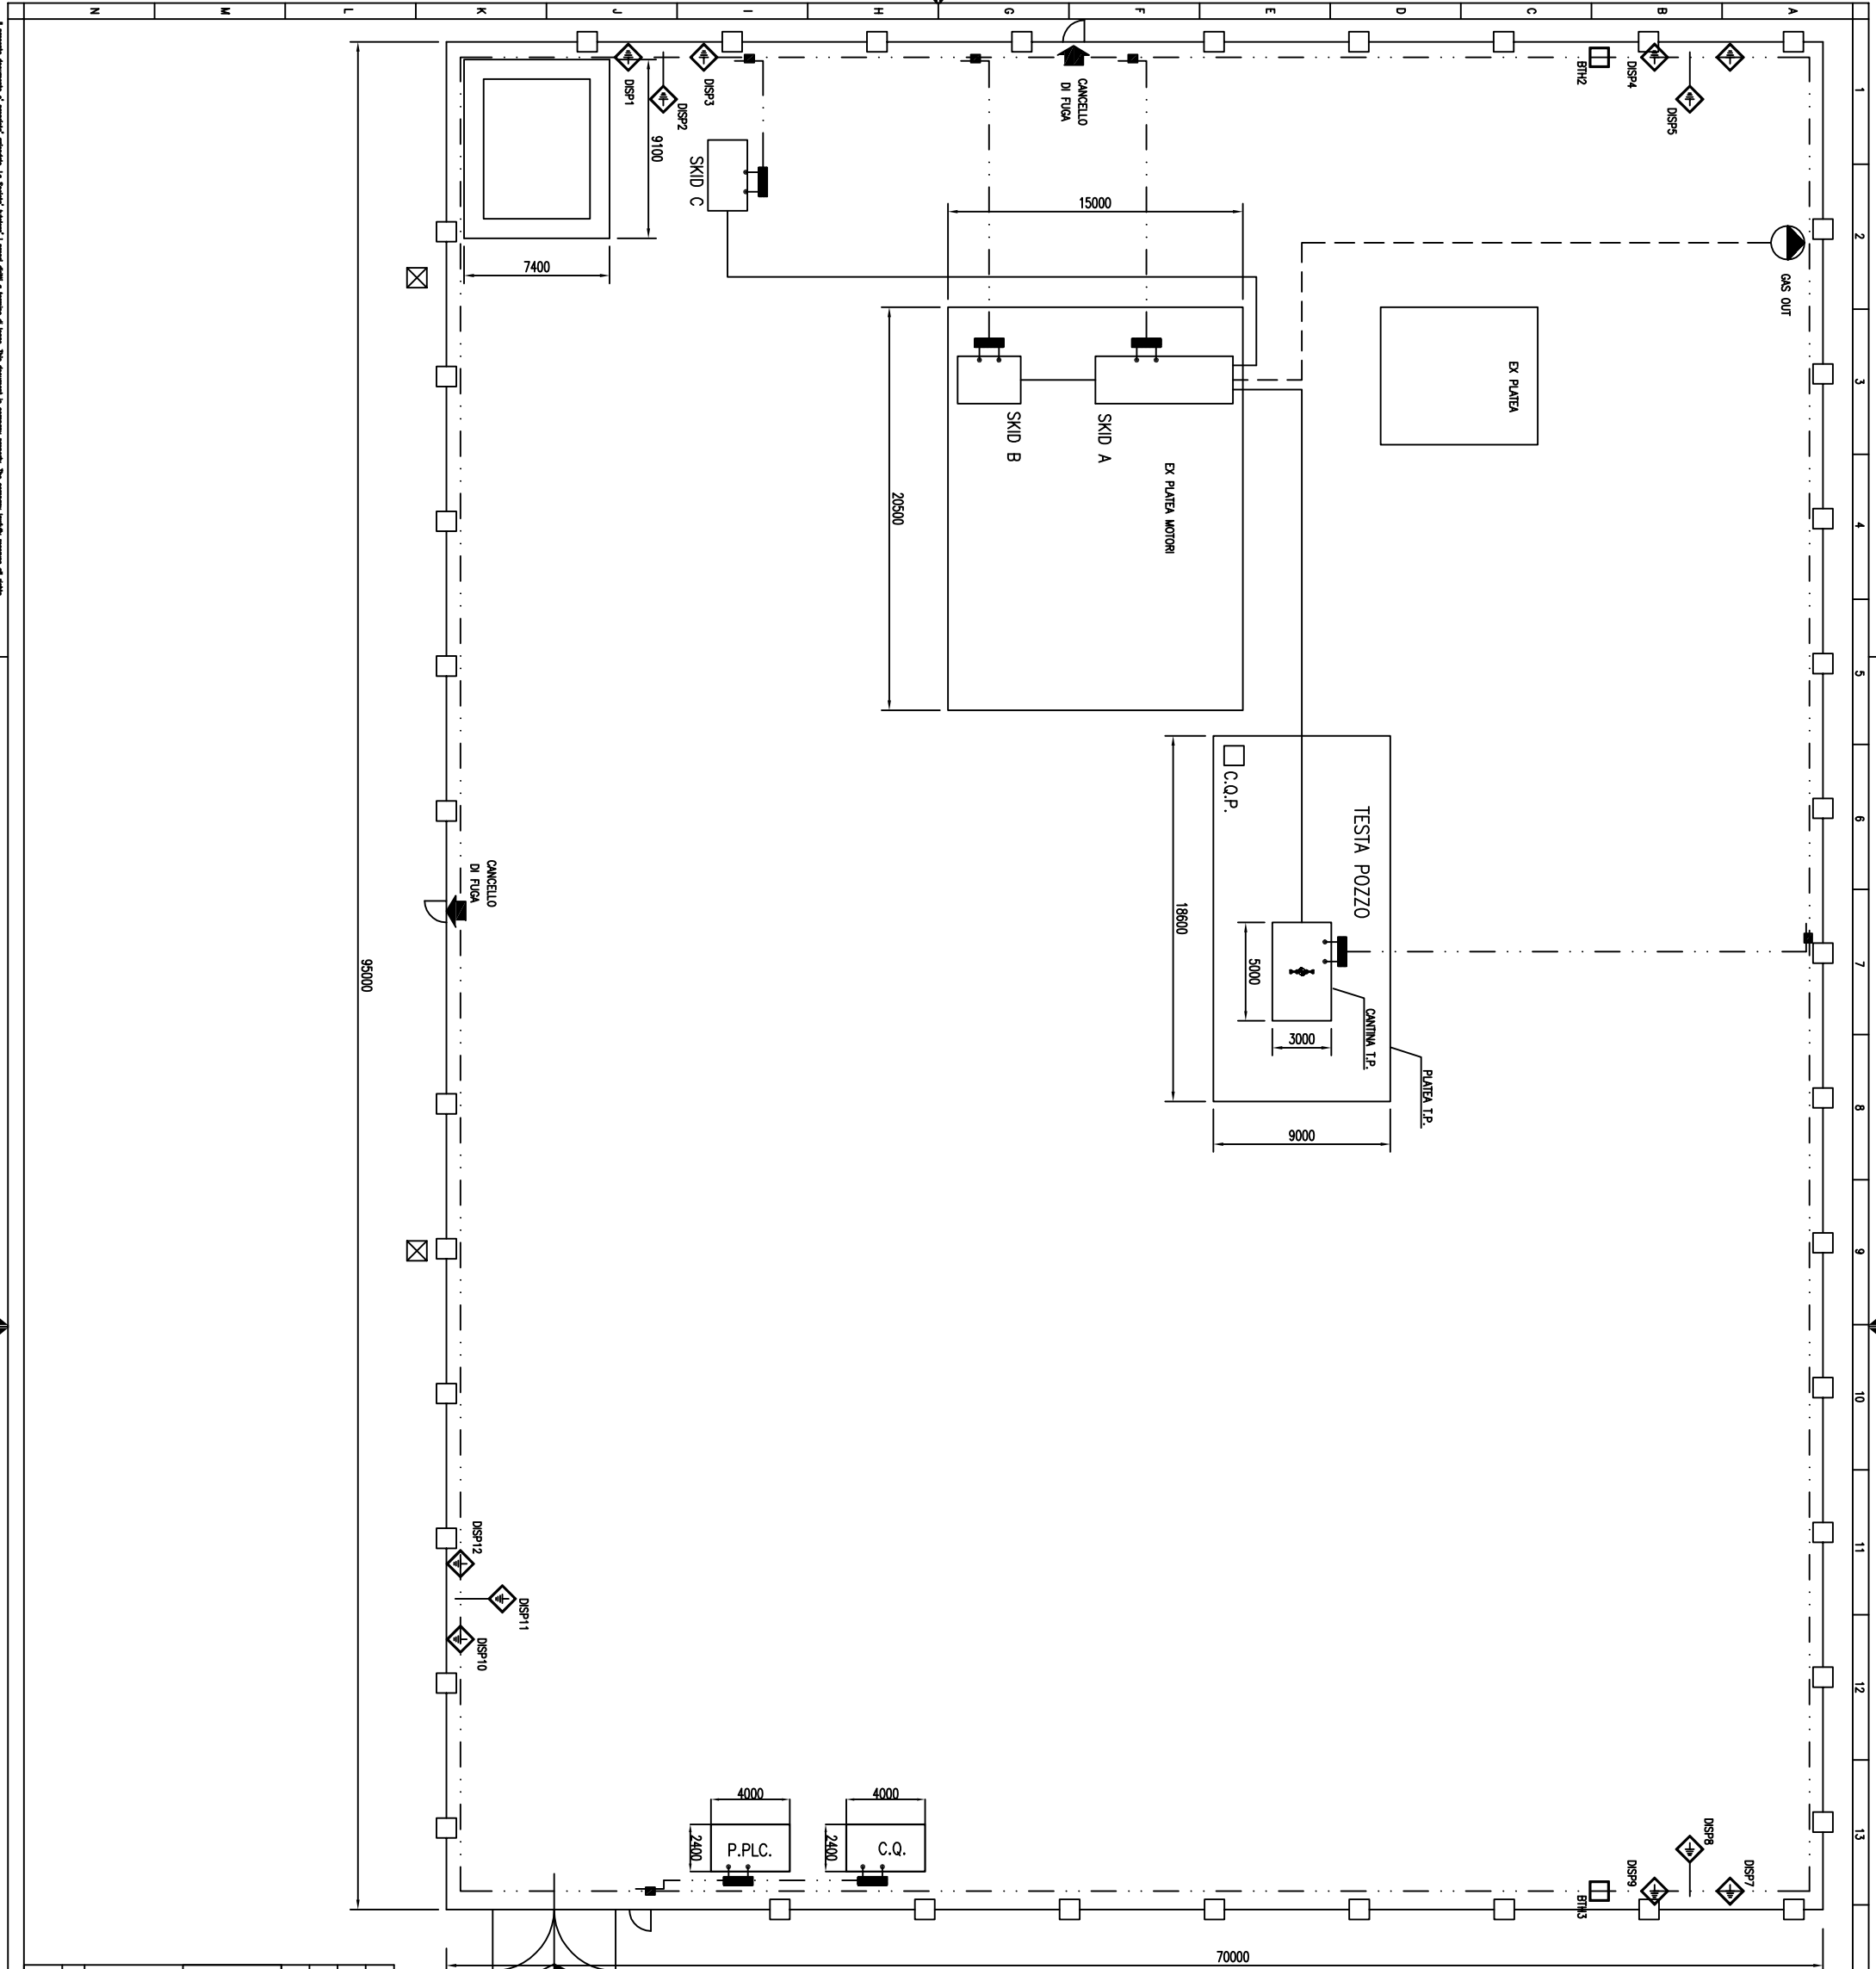 N
M
L
K
J
I
H
G
F
E
D
C
B
A
1
2
3
4
5
6
7
8
9
10
11
12
13
DISP1
DISP2
DISP3
CANCELLO
DI FUGA
BTH2
DISP4
DISP5
9100
7400
SKID C
15000
GAS OUT
EX PLATEA
SKID B
SKID A
EX PLATEA MOTORI
20500
C.Q.P.
TESTA POZZO
18600
5000
3000
CANTINA T.P.
PLATEA T.P.
9000
CANCELLO
DI FUGA
95000
DISP12
DISP11
DISP10
4000
2400
P.PLC.
4000
2400
C.Q.
DISP8
DISP9
DISP7
BTH3
70000